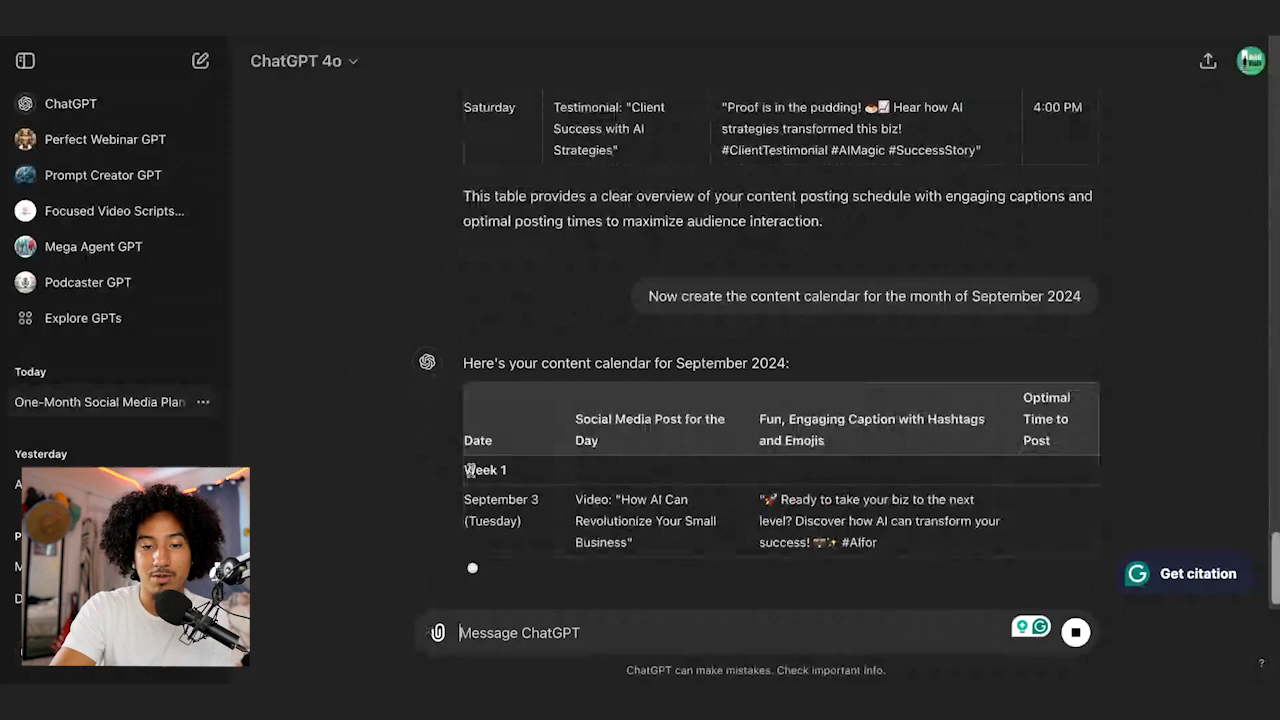 ChatGPT 4o
ChatGPT
Perfect Webinar GPT
Prompt Creator GPT
Focused Video Scripts...
Mega Agent GPT
Podcaster GPT
Explore GPTs
Today
One-Month Social Media Plan
Yesterday
A
P
M
D
Saturday
Testimonial: "Client
Success with AI
Strategies"
"Proof is in the pudding! 🍮📈 Hear how AI
strategies transformed this biz!
#ClientTestimonial #AIMagic #SuccessStory"
4:00 PM
This table provides a clear overview of your content posting schedule with engaging captions and
optimal posting times to maximize audience interaction.
Now create the content calendar for the month of September 2024
Here's your content calendar for September 2024:
Date
Social Media Post for the
Day
Fun, Engaging Caption with Hashtags
and Emojis
Optimal
Time to
Post
Week 1
September 3
(Tuesday)
Video: "How AI Can
Revolutionize Your Small
Business"
"🚀 Ready to take your biz to the next
level? Discover how AI can transform your
success! ✨ #AIfor
Get citation
Message ChatGPT
ChatGPT can make mistakes. Check important info.
?